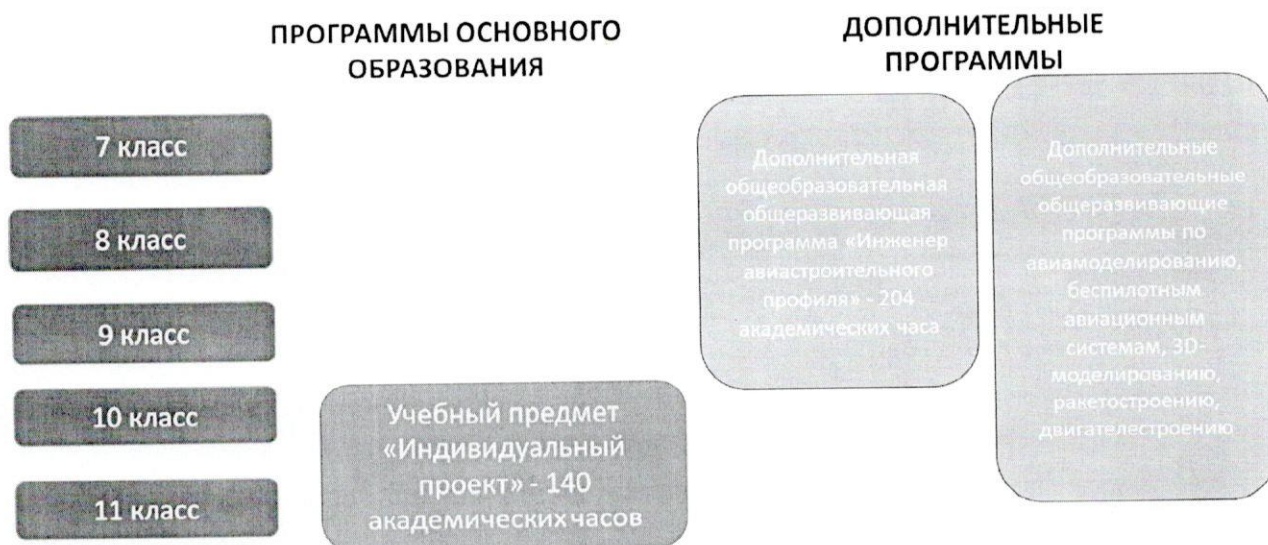 ПРОГРАММЫ ОСНОВНОГО
ОБРАЗОВАНИЯ
ДОПОЛНИТЕЛЬНЫЕ
ПРОГРАММЫ
7 класс
8 класс
9 класс
10 класс
11 класс
Учебный предмет
«Индивидуальный
проект» - 140
академических часов
Дополнительная
общеобразовательная
общеразвивающая
программа «Инженер
авиастроительного
профиля» - 204
академических часа
Дополнительные
общеобразовательные
общеразвивающие
программы по
авиамоделированию,
беспилотным
авиационным
системам, 3D-
моделированию,
ракетостроению,
двигателестроению